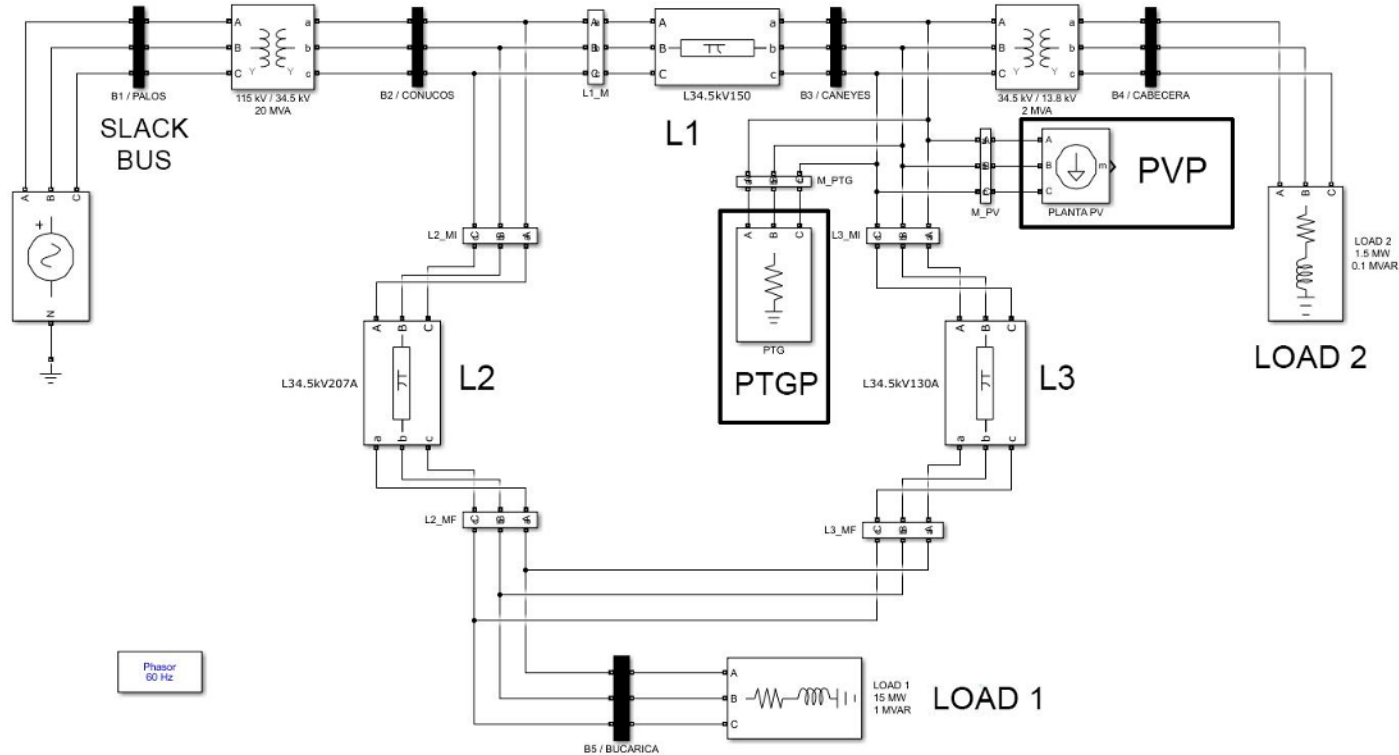 A
B
C
B1 / PALOS
SLACK
BUS
A
B
C
Y
Y
a
b
c
115 kV / 34.5 kV
20 MVA
B2 / CONUCOS
A
B
C
L1_M
A
B
C
a
b
c
L34.5kV150
L1
B3 / CANEYES
A
B
C
Y
Y
a
b
c
34.5 kV / 13.8 kV
2 MVA
B4 / CABECERA
A
B
C
M_PV
A
B
C
m
PLANTA PV
PVP
A
B
C
+
N
L2_MI
C
B
A
M_PTG
A
B
C
PTG
PTGP
L3_MI
C
B
A
A
B
C
LOAD 2
1.5 MW
0.1 MVAR
LOAD 2
A
B
C
a
b
c
L34.5kV207A
L2
A
B
C
a
b
c
L34.5kV130A
L3
L2_MF
C
B
A
L3_MF
C
B
A
Phasor
60 Hz
B5 / BUCARICA
A
B
C
LOAD 1
15 MW
1 MVAR
LOAD 1